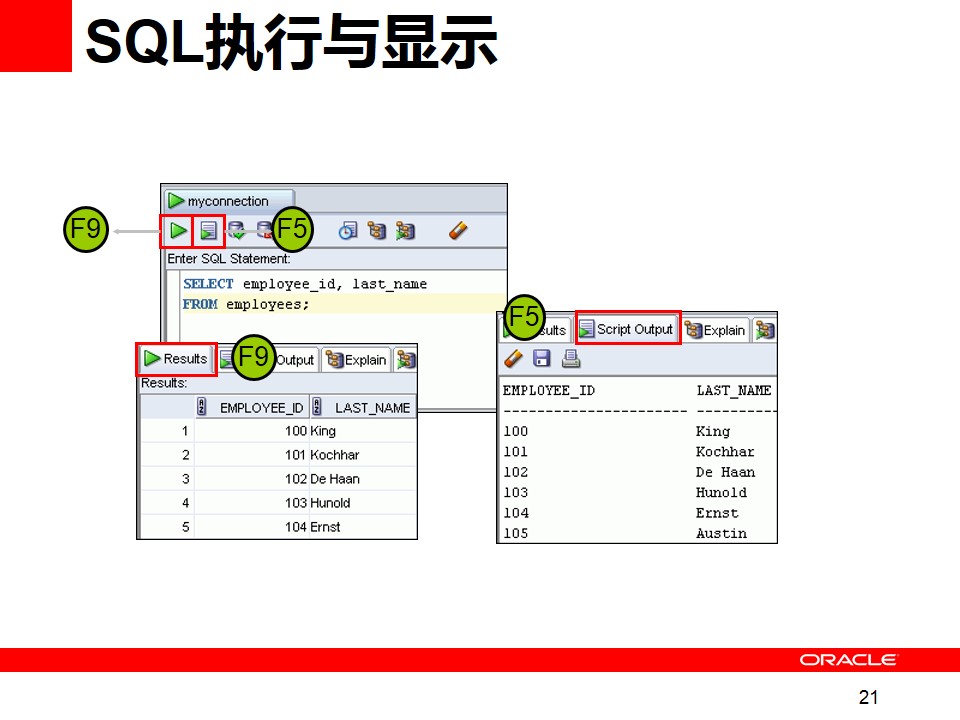 SQL执行与显示
myconnection
F9
F5
Enter SQL Statement:
SELECT employee_id, last_name
FROM employees;
Results
F9
Output
Explain
Results:
EMPLOYEE_ID LAST_NAME
1 100 King
2 101 Kochhar
3 102 De Haan
4 103 Hunold
5 104 Ernst
F5
Script Output
Explain
EMPLOYEE_ID LAST_NAME
---------------------- ----------
100 King
101 Kochhar
102 De Haan
103 Hunold
104 Ernst
105 Austin
ORACLE
21